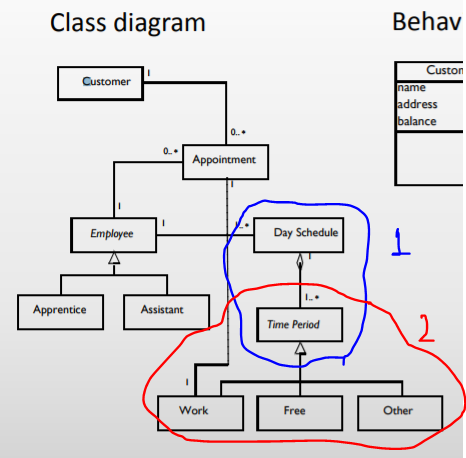 Class diagram
Behav
Customer
1
Custom
name
address
balance
0..*
0..*
Appointment
1
1
Employee
1
1..*
Day Schedule
1
1
Apprentice
Assistant
1..*
Time Period
2
1
Work
Free
Other